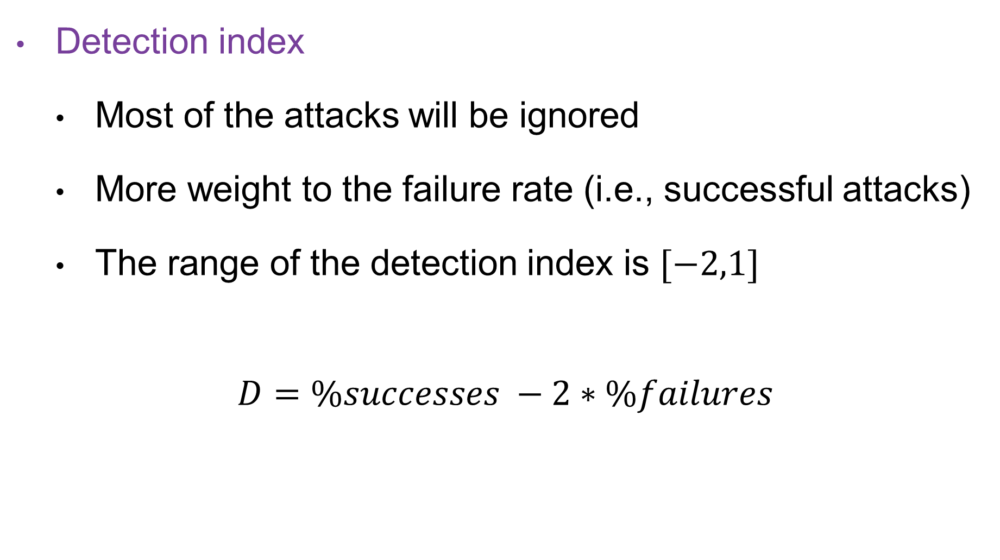 • Detection index
• Most of the attacks will be ignored
• More weight to the failure rate (i.e., successful attacks)
• The range of the detection index is [−2,1]
D = %successes − 2 ∗ %failures